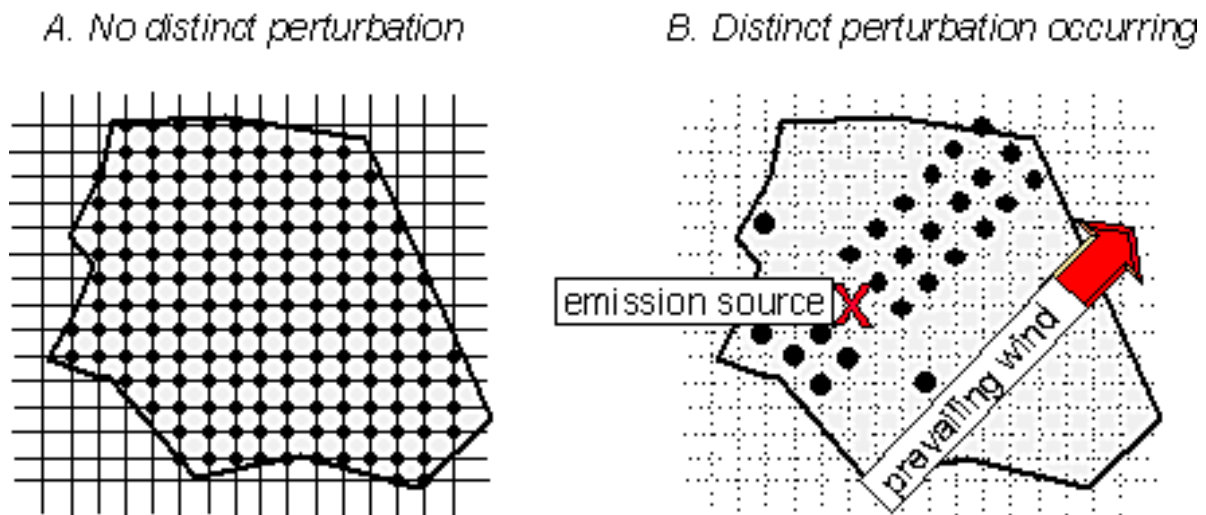 A. No distinct perturbation
B. Distinct perturbation occurring
emission source
X
prevailing wind